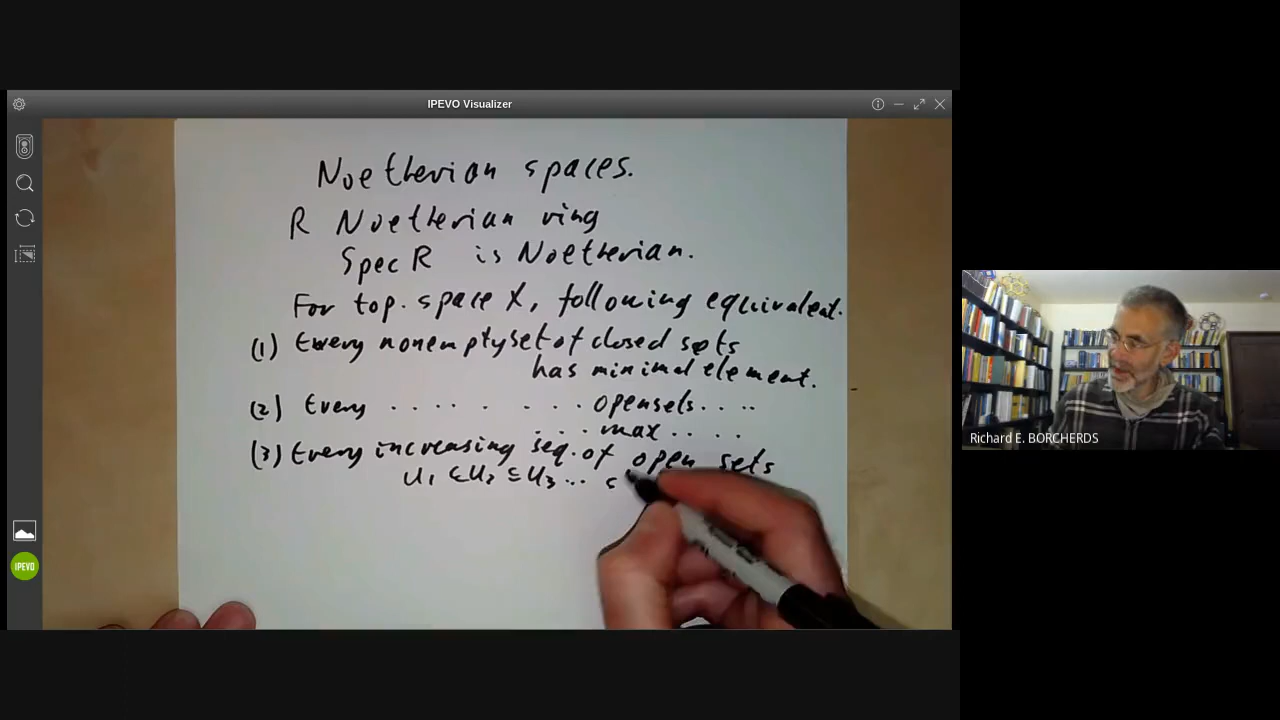 IPEVO Visualizer
Noetherian spaces.
R Noetherian ring
Spec R is Noetherian.
For top. space X, following equivalent.
(1) Every nonempty set of closed sets
has minimal element.
(2) Every . . . . . . . . open sets . . . .
. . . max . . . .
(3) Every increasing seq. of open sets
U₁ ⊆ U₂ ⊆ U₃ ... s
Richard E. BORCHERDS
IPEVO